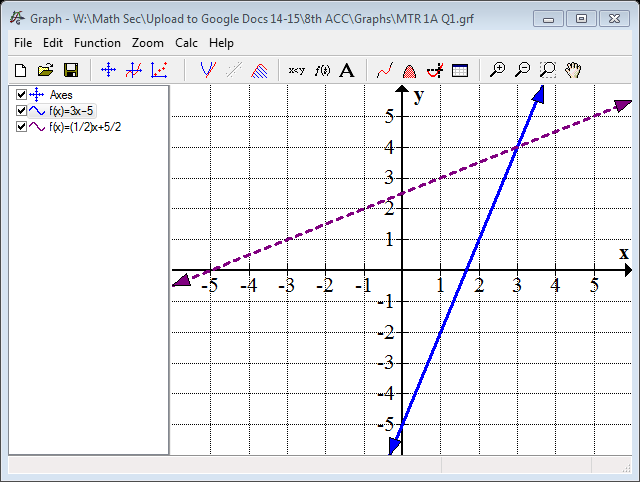 Graph - W:\Math Sec\Upload to Google Docs 14-15\8th ACC\Graphs\MTR 1A Q1.grf
File Edit Function Zoom Calc Help
x<y f(x) A
Axes
f(x)=3x-5
f(x)=(1/2)x+5/2
y
5
4
3
2
1
x
-5 -4 -3 -2 -1 1 2 3 4 5
-1
-2
-3
-4
-5